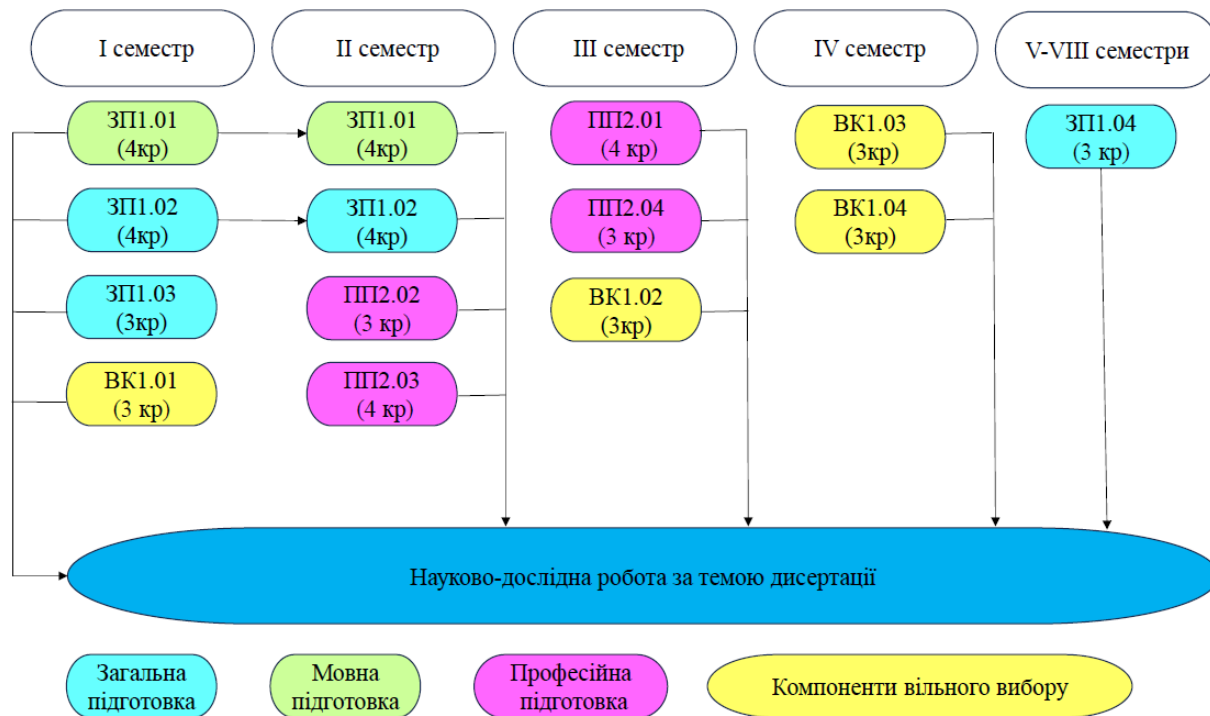 I семестр
II семестр
III семестр
IV семестр
V-VIII семестри
ЗП1.01
(4кр)
ЗП1.01
(4кр)
ПП2.01
(4 кр)
ВК1.03
(3кр)
ЗП1.04
(3 кр)
ЗП1.02
(4кр)
ЗП1.02
(4кр)
ПП2.04
(3 кр)
ВК1.04
(3кр)
ЗП1.03
(3кр)
ПП2.02
(3 кр)
ВК1.02
(3кр)
ВК1.01
(3 кр)
ПП2.03
(4 кр)
Науково-дослідна робота за темою дисертації
Загальна
підготовка
Мовна
підготовка
Професійна
підготовка
Компоненти вільного вибору